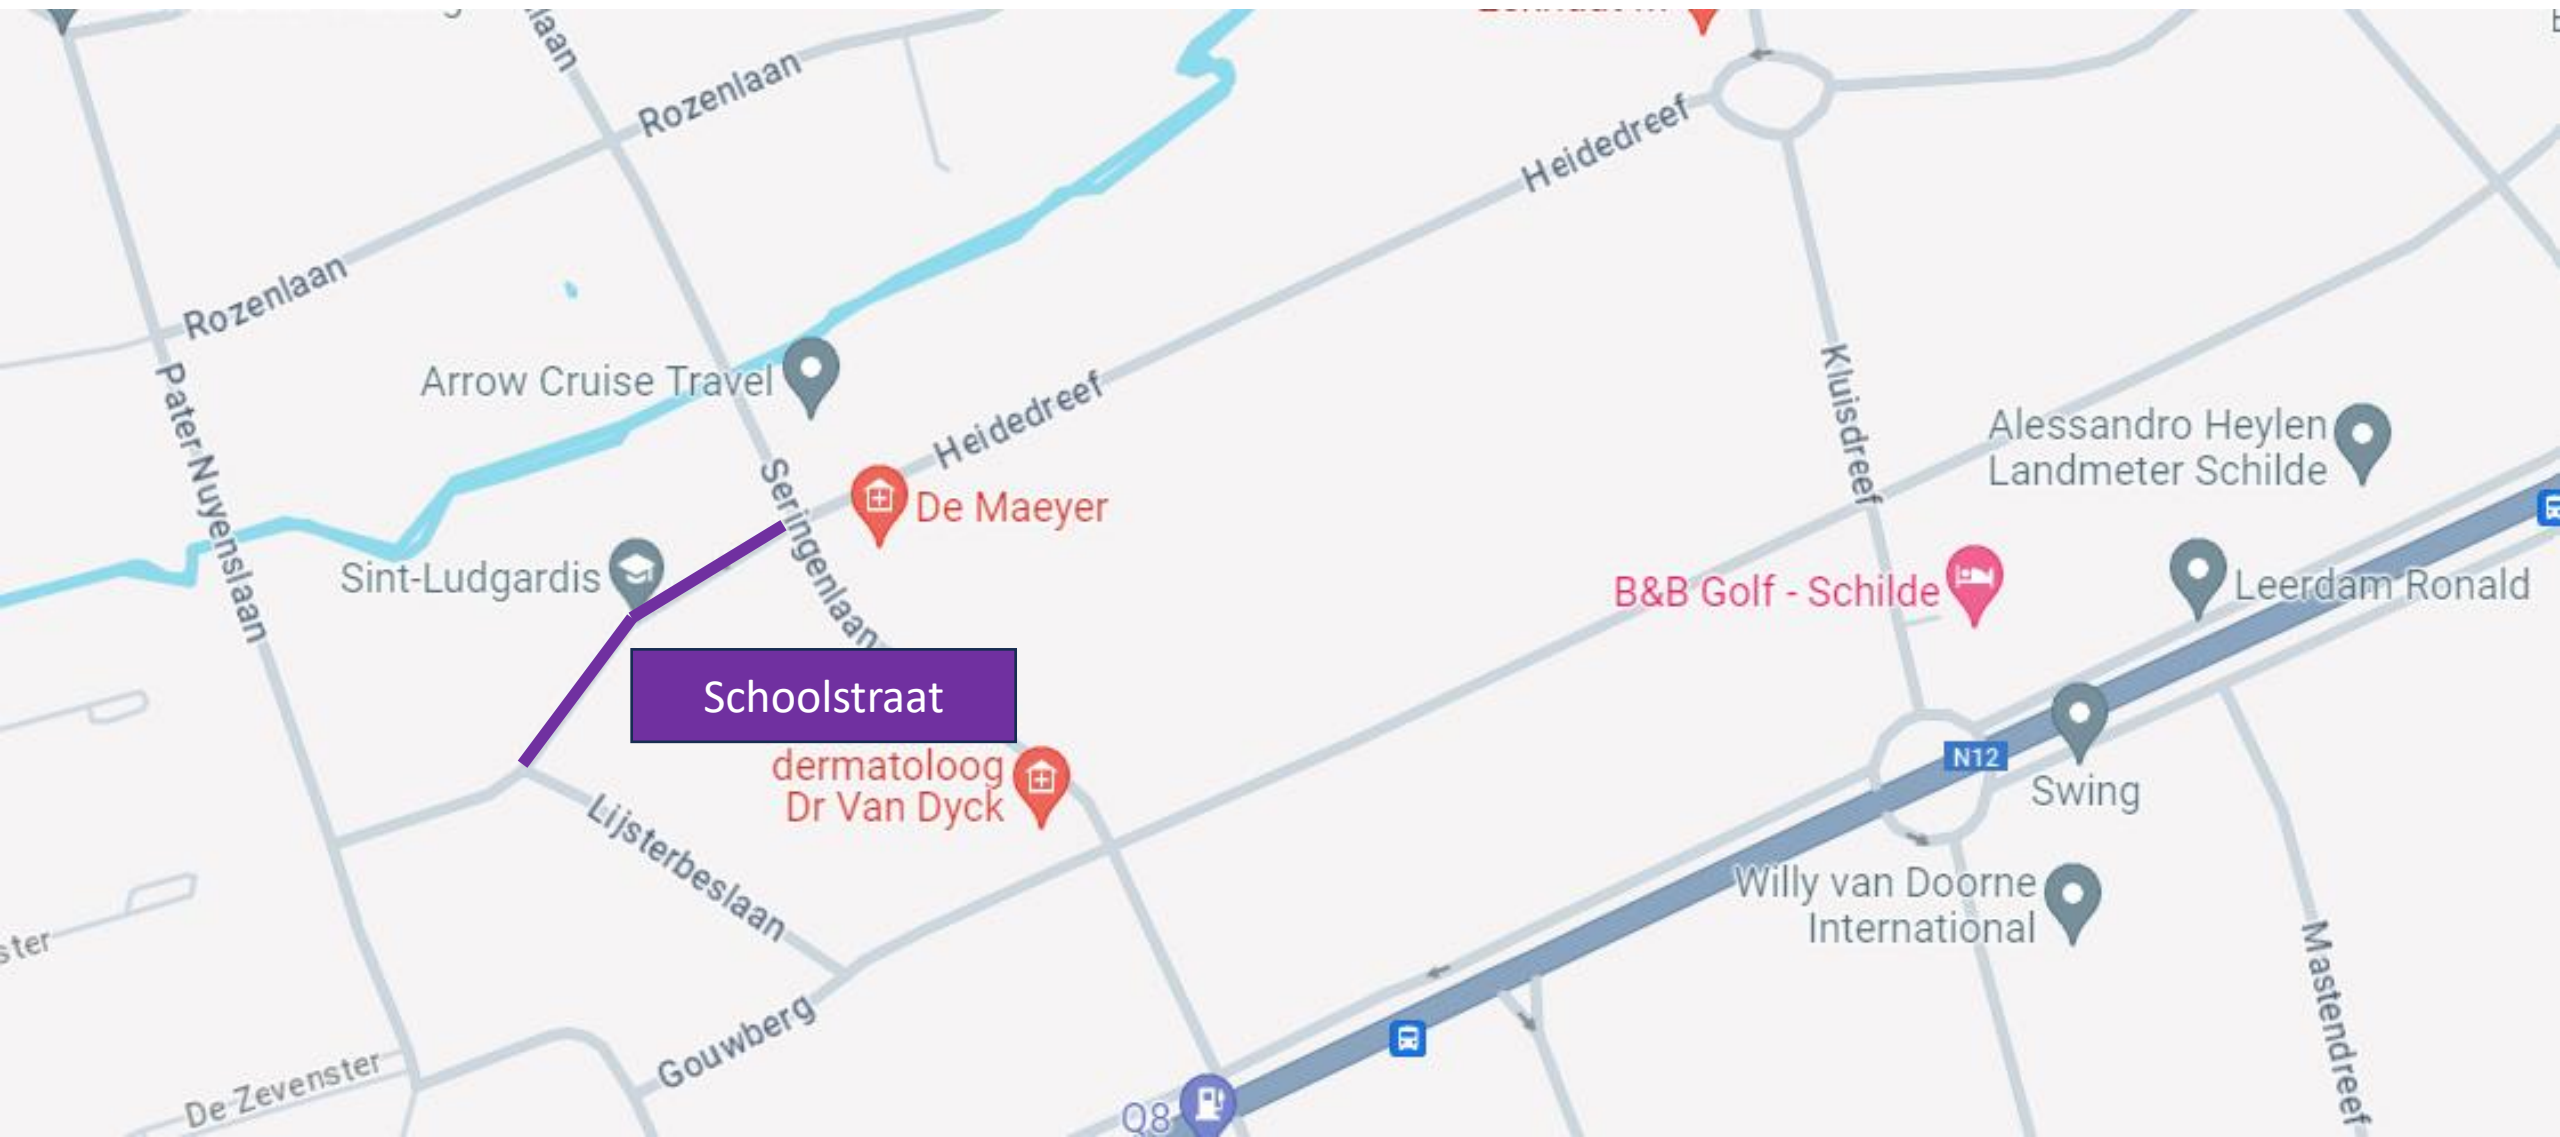 laan
Rozenlaan
Heidedreef
Rozenlaan
Arrow Cruise Travel
Pater Nuyenslaan
Heidedreef
Kluisdreef
Alessandro Heylen
Landmeter Schilde
Seringenlaan
De Maeyer
Sint-Ludgardis
B&B Golf - Schilde
Leerdam Ronald
Schoolstraat
N12
dermatoloog
Dr Van Dyck
Swing
Lijsterbeslaan
Willy van Doorne
International
ster
Mastendreef
Gouwberg
De Zevenster
Q8